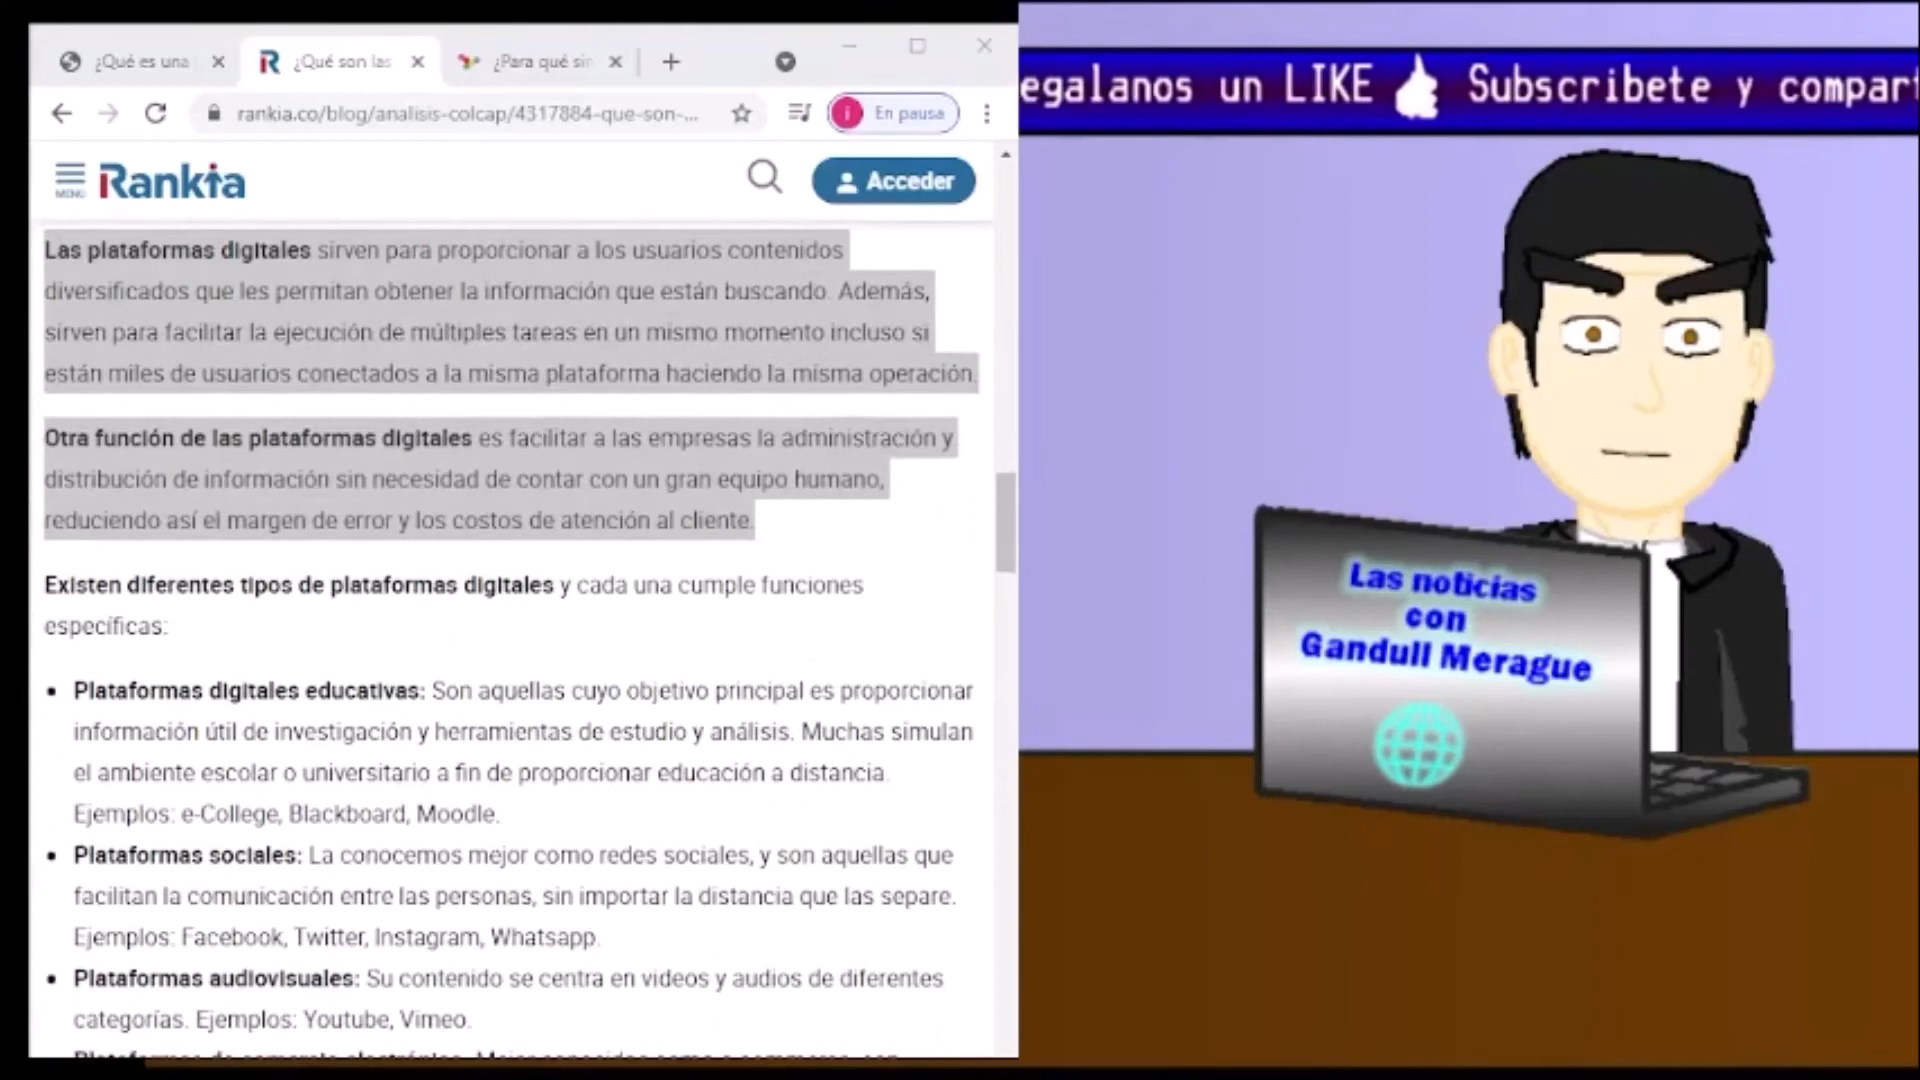 ¿Qué es una
¿Qué son las
¿Para qué sir
rankia.co/blog/analisis-colcap/4317884-que-son-...
i
En pausa
MENÚ
Rankia
Acceder
Las plataformas digitales sirven para proporcionar a los usuarios contenidos
diversificados que les permitan obtener la información que están buscando. Además,
sirven para facilitar la ejecución de múltiples tareas en un mismo momento incluso si
están miles de usuarios conectados a la misma plataforma haciendo la misma operación.
Otra función de las plataformas digitales es facilitar a las empresas la administración y
distribución de información sin necesidad de contar con un gran equipo humano,
reduciendo así el margen de error y los costos de atención al cliente.
Existen diferentes tipos de plataformas digitales y cada una cumple funciones
específicas:
• Plataformas digitales educativas: Son aquellas cuyo objetivo principal es proporcionar
información útil de investigación y herramientas de estudio y análisis. Muchas simulan
el ambiente escolar o universitario a fin de proporcionar educación a distancia.
Ejemplos: e-College, Blackboard, Moodle.
• Plataformas sociales: La conocemos mejor como redes sociales, y son aquellas que
facilitan la comunicación entre las personas, sin importar la distancia que las separe.
Ejemplos: Facebook, Twitter, Instagram, Whatsapp.
• Plataformas audiovisuales: Su contenido se centra en videos y audios de diferentes
categorías. Ejemplos: Youtube, Vimeo.
egalanos un LIKE Subscribete y compart
Las noticias
con
Gandull Merague